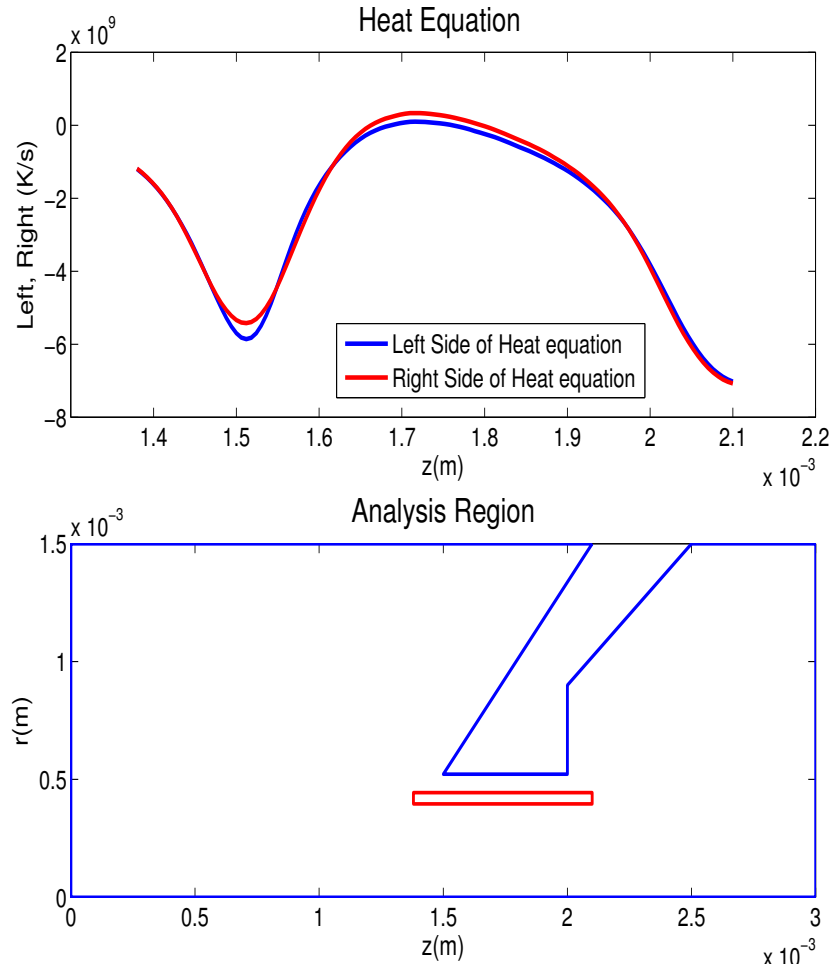 Heat Equation
x 10⁻⁹
2
0
-2
-4
-6
-8
Left, Right (K/s)
Left Side of Heat equation
Right Side of Heat equation
1.4
1.5
1.6
1.7
1.8
1.9
2
2.1
2.2
z(m)
x 10⁻³
Analysis Region
x 10⁻³
1.5
1
0.5
0
r(m)
0
0.5
1
1.5
2
2.5
3
z(m)
x 10⁻³